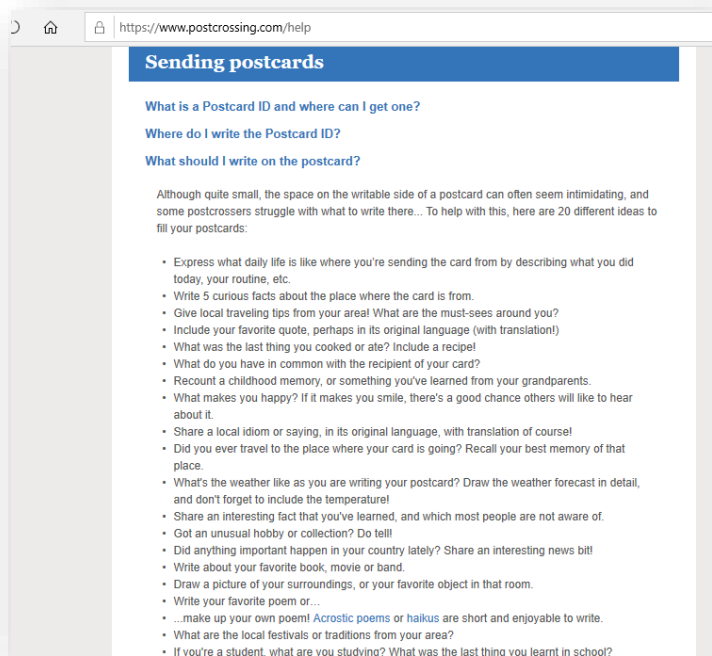 https://www.postcrossing.com/help
Sending postcards
What is a Postcard ID and where can I get one?
Where do I write the Postcard ID?
What should I write on the postcard?
Although quite small, the space on the writable side of a postcard can often seem intimidating, and
some postcrossers struggle with what to write there... To help with this, here are 20 different ideas to
fill your postcards:
• Express what daily life is like where you're sending the card from by describing what you did
today, your routine, etc.
• Write 5 curious facts about the place where the card is from.
• Give local traveling tips from your area! What are the must-sees around you?
• Include your favorite quote, perhaps in its original language (with translation!)
• What was the last thing you cooked or ate? Include a recipe!
• What do you have in common with the recipient of your card?
• Recount a childhood memory, or something you've learned from your grandparents.
• What makes you happy? If it makes you smile, there's a good chance others will like to hear
about it.
• Share a local idiom or saying, in its original language, with translation of course!
• Did you ever travel to the place where your card is going? Recall your best memory of that
place.
• What's the weather like as you are writing your postcard? Draw the weather forecast in detail,
and don't forget to include the temperature!
• Share an interesting fact that you've learned, and which most people are not aware of.
• Got an unusual hobby or collection? Do tell!
• Did anything important happen in your country lately? Share an interesting news bit!
• Write about your favorite book, movie or band.
• Draw a picture of your surroundings, or your favorite object in that room.
• Write your favorite poem or…
• ...make up your own poem! Acrostic poems or haikus are short and enjoyable to write.
• What are the local festivals or traditions from your area?
• If you're a student, what are you studying? What was the last thing you learnt in school?